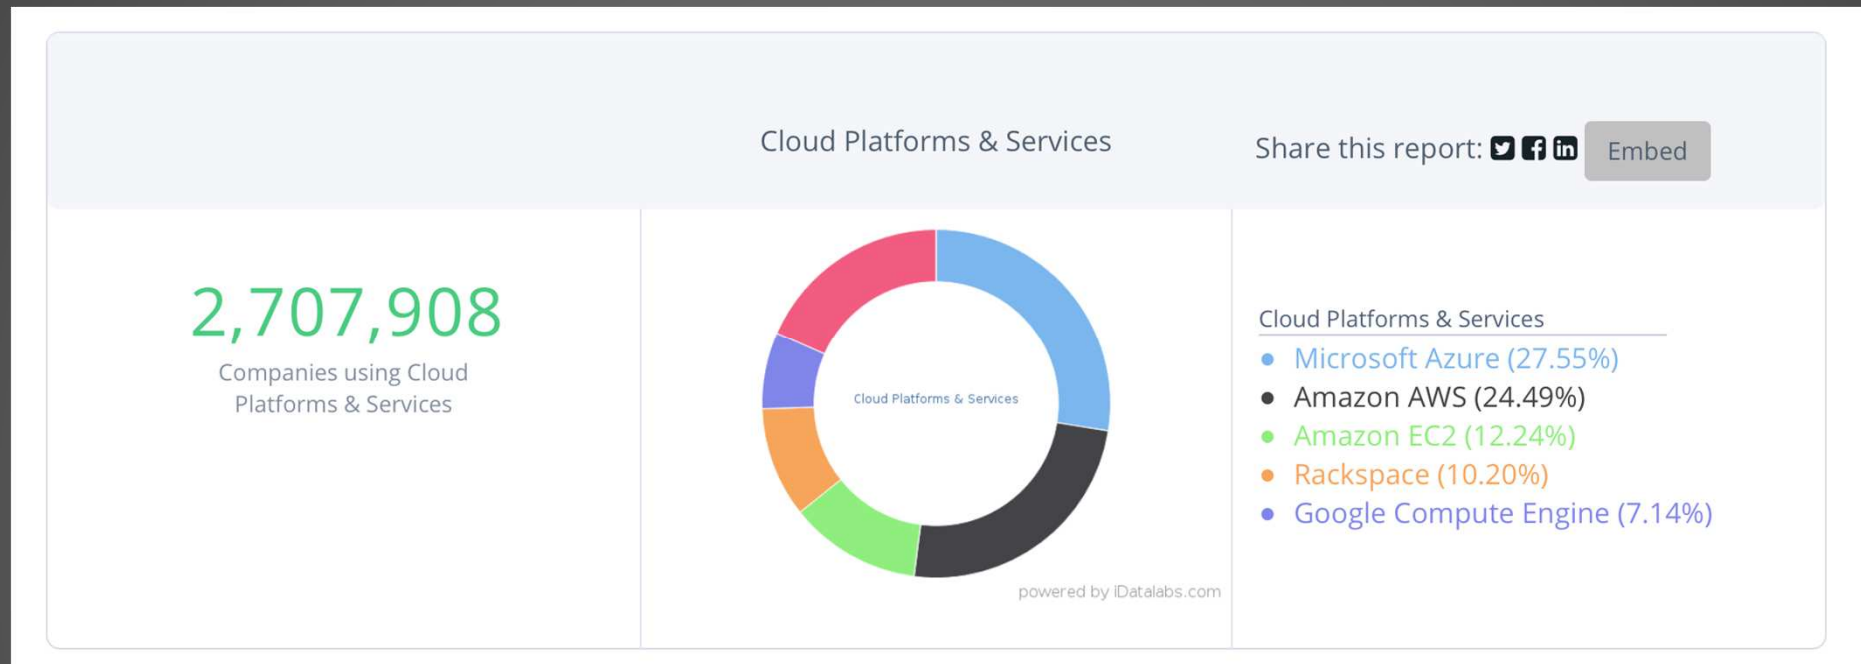 Cloud Platforms & Services
Share this report:
Embed
2,707,908
Companies using Cloud
Platforms & Services
Cloud Platforms & Services
powered by iDatalabs.com
Cloud Platforms & Services
Microsoft Azure (27.55%)
Amazon AWS (24.49%)
Amazon EC2 (12.24%)
Rackspace (10.20%)
Google Compute Engine (7.14%)